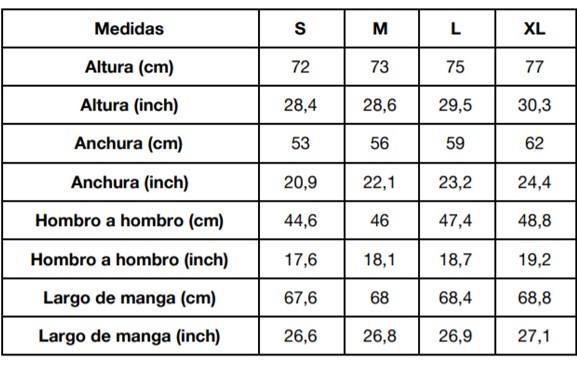 Medidas S M L XL
Altura (cm) 72 73 75 77
Altura (inch) 28,4 28,6 29,5 30,3
Anchura (cm) 53 56 59 62
Anchura (inch) 20,9 22,1 23,2 24,4
Hombro a hombro (cm) 44,6 46 47,4 48,8
Hombro a hombro (inch) 17,6 18,1 18,7 19,2
Largo de manga (cm) 67,6 68 68,4 68,8
Largo de manga (inch) 26,6 26,8 26,9 27,1